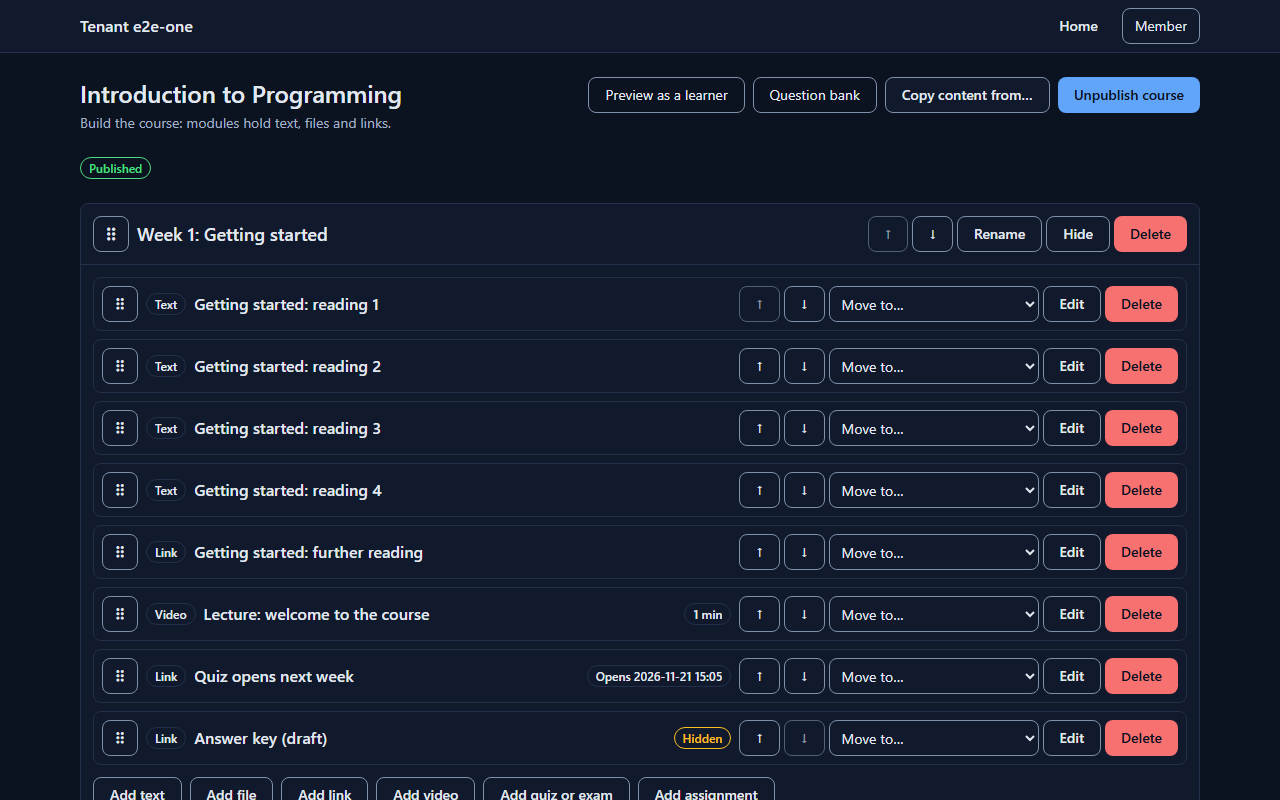 Tenant e2e-one Home Member
Introduction to Programming Preview as a learner Question bank Copy content from... Unpublish course
Build the course: modules hold text, files and links.
Published
Week 1: Getting started ↑ ↓ Rename Hide Delete
Text Getting started: reading 1 ↑ ↓ Move to... Edit Delete
Text Getting started: reading 2 ↑ ↓ Move to... Edit Delete
Text Getting started: reading 3 ↑ ↓ Move to... Edit Delete
Text Getting started: reading 4 ↑ ↓ Move to... Edit Delete
Link Getting started: further reading ↑ ↓ Move to... Edit Delete
Video Lecture: welcome to the course 1 min ↑ ↓ Move to... Edit Delete
Link Quiz opens next week Opens 2026-11-21 15:05 ↑ ↓ Move to... Edit Delete
Link Answer key (draft) Hidden ↑ ↓ Move to... Edit Delete
Add text Add file Add link Add video Add quiz or exam Add assignment